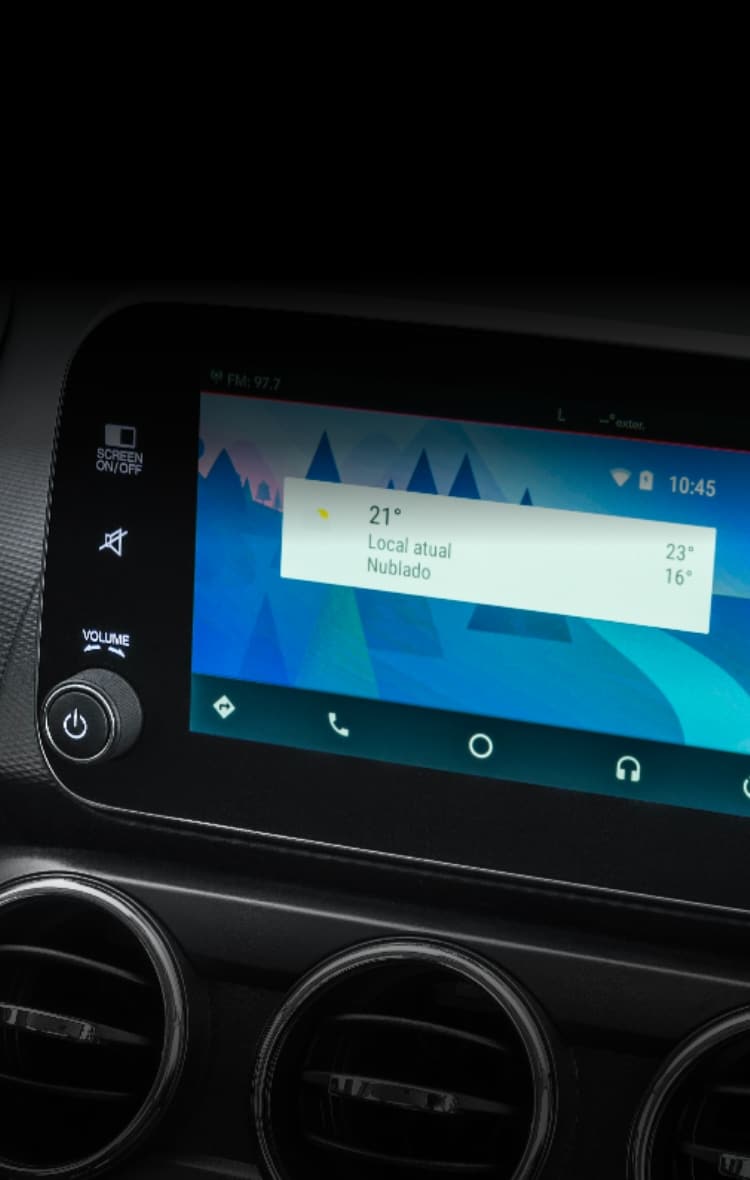 FM: 97.7
L --°exter.
SCREEN
ON/OFF
10:45
21°
Local atual 23°
Nublado 16°
VOLUME